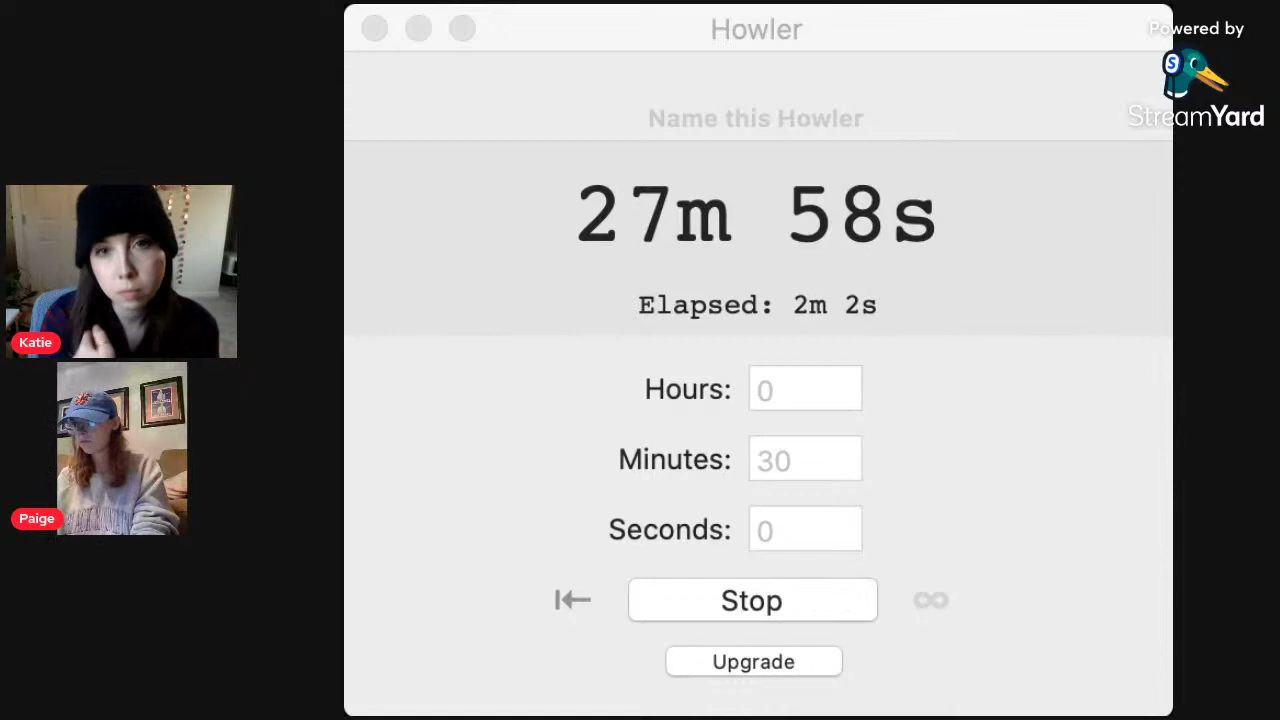 Howler
Powered by
StreamYard
Name this Howler
27m 58s
Elapsed: 2m 2s
Hours: 0
Minutes: 30
Seconds: 0
Stop
Upgrade
Katie
Paige